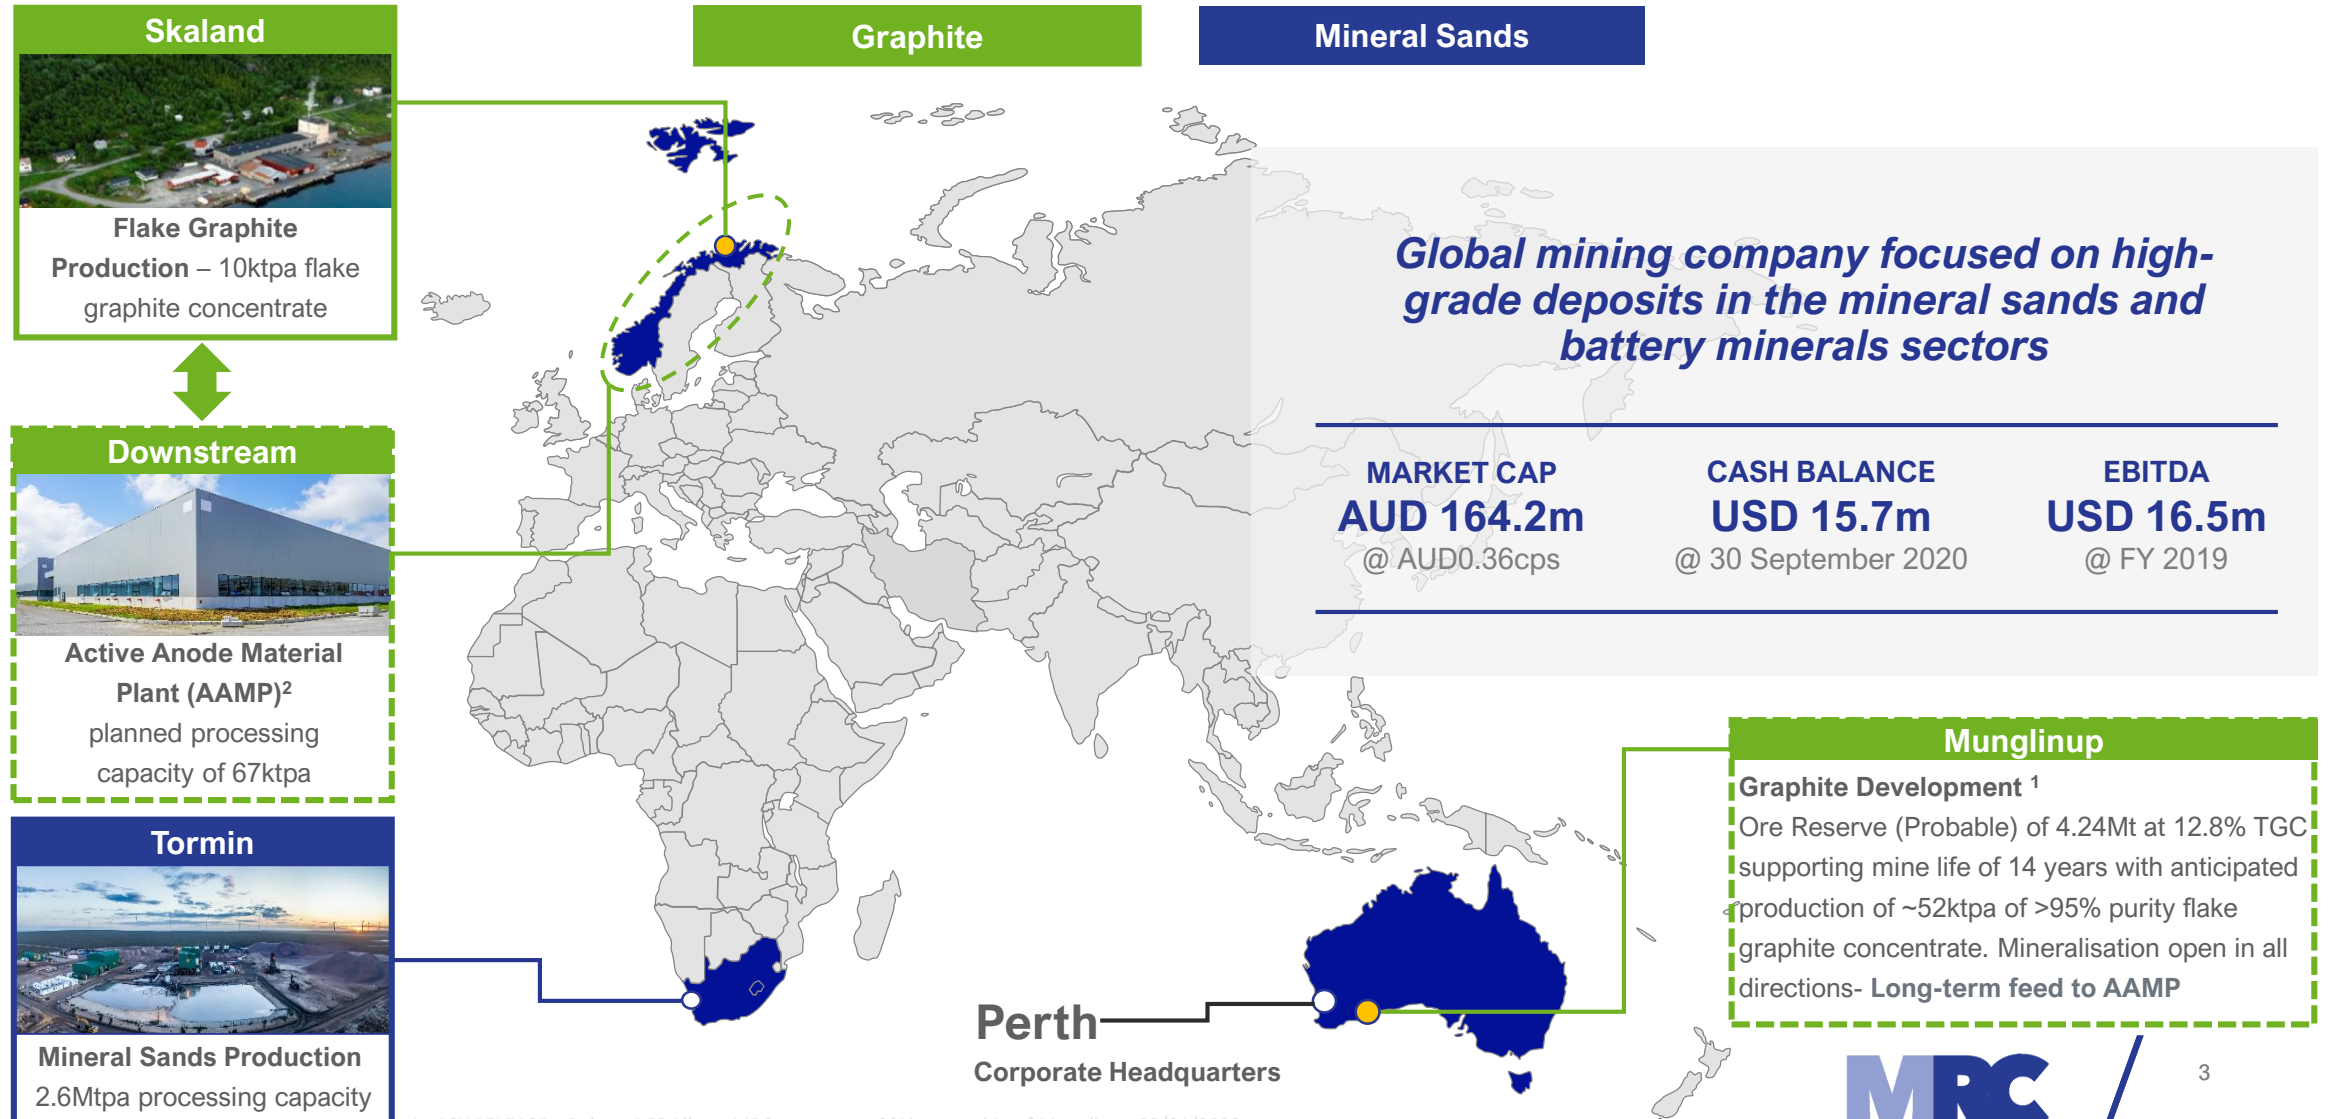 Skaland
Graphite
Mineral Sands
Flake Graphite
Production – 10ktpa flake
graphite concentrate
Global mining company focused on high-
grade deposits in the mineral sands and
battery minerals sectors
MARKET CAP
AUD 164.2m
@ AUD0.36cps
CASH BALANCE
USD 15.7m
@ 30 September 2020
EBITDA
USD 16.5m
@ FY 2019
Downstream
Active Anode Material
Plant (AAMP)²
planned processing
capacity of 67ktpa
Munglinup
Graphite Development ¹
Ore Reserve (Probable) of 4.24Mt at 12.8% TGC
supporting mine life of 14 years with anticipated
production of ~52ktpa of >95% purity flake
graphite concentrate. Mineralisation open in all
directions- Long-term feed to AAMP
Tormin
Mineral Sands Production
2.6Mtpa processing capacity
Perth
Corporate Headquarters
MRC
3